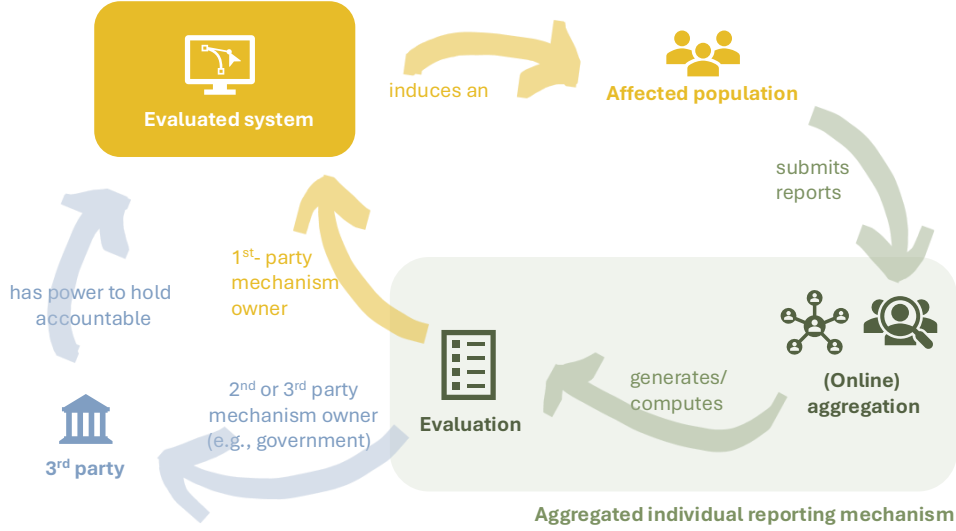 Evaluated system
induces an
Affected population
submits
reports
1st- party
mechanism
owner
has power to hold
accountable
2nd or 3rd party
mechanism owner
(e.g., government)
3rd party
Evaluation
generates/
computes
(Online)
aggregation
Aggregated individual reporting mechanism